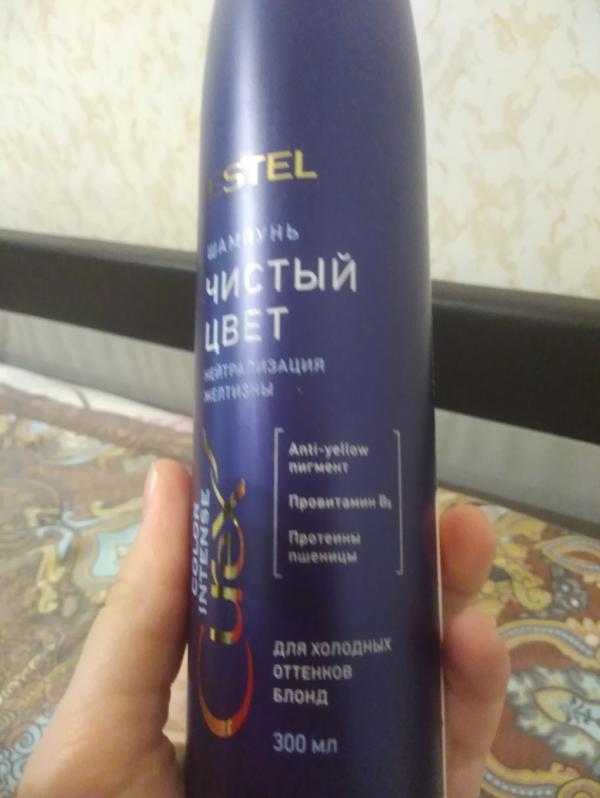 ESTEL
ШАМПУНЬ
ЧИСТЫЙ
ЦВЕТ
НЕЙТРАЛИЗАЦИЯ
ЖЕЛТИЗНЫ
Anti-yellow
пигмент
Провитамин B₅
Протеины
пшеницы
COLOR
INTENSE
Curex
ДЛЯ ХОЛОДНЫХ
ОТТЕНКОВ
БЛОНД
300 МЛ